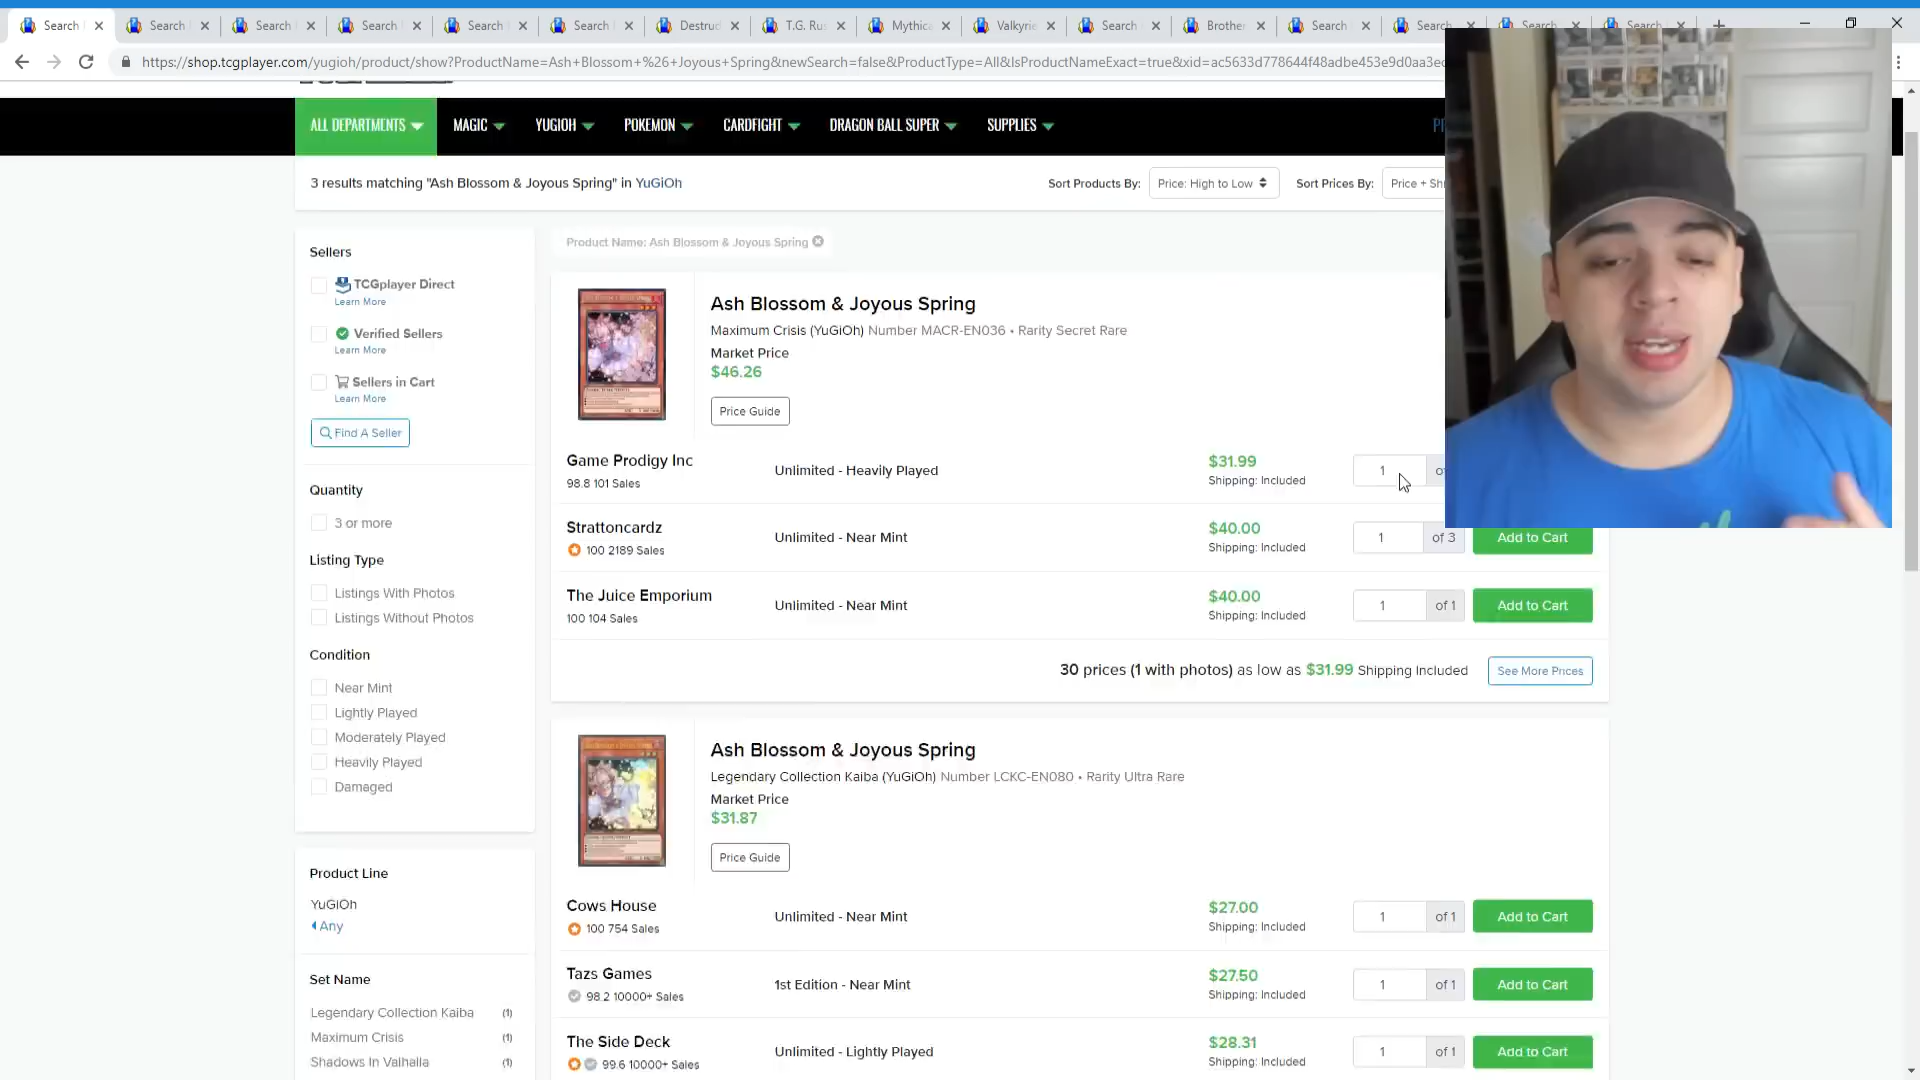 Search
Search
Search
Search
Search
Search
Destruc
T.G. Rus
Mythica
Valkyrie
Search
Brother
Search
Search
Search
Search
https://shop.tcgplayer.com/yugioh/product/show?ProductName=Ash+Blossom+%26+Joyous+Spring&newSearch=false&ProductType=All&IsProductNameExact=true&xid=ac5633d778644f48adbe453e9d0aa3e
ALL DEPARTMENTS
MAGIC
YUGIOH
POKEMON
CARDFIGHT
DRAGON BALL SUPER
SUPPLIES
3 results matching "Ash Blossom & Joyous Spring" in YuGiOh
Sort Products By:
Price: High to Low
Sort Prices By:
Price + Sh
Product Name: Ash Blossom & Joyous Spring
Sellers
TCGplayer Direct
Learn More
Verified Sellers
Learn More
Sellers in Cart
Learn More
Find A Seller
Quantity
3 or more
Listing Type
Listings With Photos
Listings Without Photos
Condition
Near Mint
Lightly Played
Moderately Played
Heavily Played
Damaged
Product Line
YuGiOh
Any
Set Name
Legendary Collection Kaiba (1)
Maximum Crisis (1)
Shadows In Valhalla (1)
Ash Blossom & Joyous Spring
Maximum Crisis (YuGiOh) Number MACR-EN036 • Rarity Secret Rare
Market Price
$46.26
Price Guide
Game Prodigy Inc
98.8 101 Sales
Unlimited - Heavily Played
$31.99
Shipping: Included
1
Strattoncardz
100 2189 Sales
Unlimited - Near Mint
$40.00
Shipping: Included
1 of 3
Add to Cart
The Juice Emporium
100 104 Sales
Unlimited - Near Mint
$40.00
Shipping: Included
1 of 1
Add to Cart
30 prices (1 with photos) as low as $31.99 Shipping Included
See More Prices
Ash Blossom & Joyous Spring
Legendary Collection Kaiba (YuGiOh) Number LCKC-EN080 • Rarity Ultra Rare
Market Price
$31.87
Price Guide
Cows House
100 754 Sales
Unlimited - Near Mint
$27.00
Shipping: Included
1 of 1
Add to Cart
Tazs Games
98.2 10000+ Sales
1st Edition - Near Mint
$27.50
Shipping: Included
1 of 1
Add to Cart
The Side Deck
99.6 10000+ Sales
Unlimited - Lightly Played
$28.31
Shipping: Included
1 of 1
Add to Cart